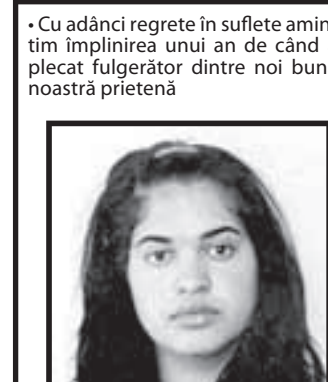 • Cu adânci regrete în suflete amin
tim împlinirea unui an de când
plecat fulgerător dintre noi bun
noastră prietenă